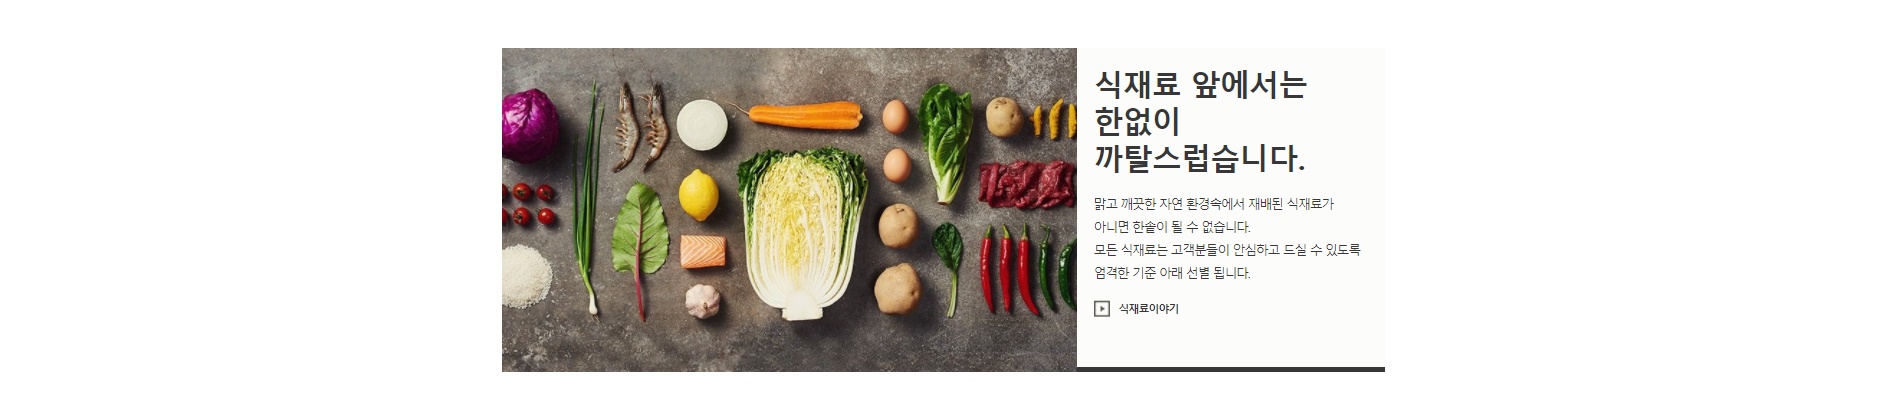 식재료 앞에서는
한없이
까탈스럽습니다.
맑고 깨끗한 자연 환경속에서 재배된 식재료가
아니면 한솥이 될 수 없습니다.
모든 식재료는 고객분들이 안심하고 드실 수 있도록
엄격한 기준 아래 선별 됩니다.
식재료이야기